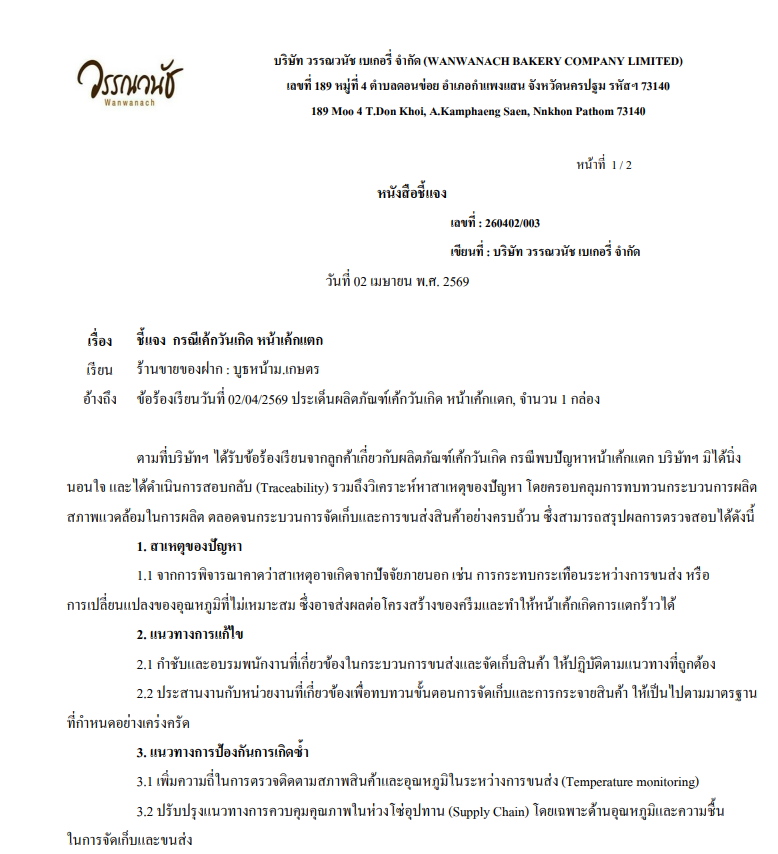 วรรณวนัช
Wanwanach
บริษัท วรรณวนัช เบเกอรี่ จำกัด (WANWANACH BAKERY COMPANY LIMITED)
เลขที่ 189 หมู่ที่ 4 ตำบลดอนข่อย อำเภอกำแพงแสน จังหวัดนครปฐม รหัสฯ 73140
189 Moo 4 T.Don Khoi, A.Kamphaeng Saen, Nnkhon Pathom 73140
หน้าที่ 1 / 2
หนังสือชี้แจง
เลขที่ : 260402/003
เขียนที่ : บริษัท วรรณวนัช เบเกอรี่ จำกัด
วันที่ 02 เมษายน พ.ศ. 2569
เรื่อง ชี้แจง กรณีเค้กวันเกิด หน้าเค้กแตก
เรียน ร้านขายของฝาก : บูธหน้าม.เกษตร
อ้างถึง ข้อร้องเรียนวันที่ 02/04/2569 ประเด็นผลิตภัณฑ์เค้กวันเกิด หน้าเค้กแตก, จำนวน 1 กล่อง
ตามที่บริษัทฯ ได้รับข้อร้องเรียนจากลูกค้าเกี่ยวกับผลิตภัณฑ์เค้กวันเกิด กรณีพบปัญหาหน้าเค้กแตก บริษัทฯ มิได้นิ่ง
นอนใจ และได้ดำเนินการสอบกลับ (Traceability) รวมถึงวิเคราะห์หาสาเหตุของปัญหา โดยครอบคลุมการทบทวนกระบวนการผลิต
สภาพแวดล้อมในการผลิต ตลอดจนกระบวนการจัดเก็บและการขนส่งสินค้าอย่างครบถ้วน ซึ่งสามารถสรุปผลการตรวจสอบได้ดังนี้
1. สาเหตุของปัญหา
1.1 จากการพิจารณาคาดว่าสาเหตุอาจเกิดจากปัจจัยภายนอก เช่น การกระทบกระเทือนระหว่างการขนส่ง หรือ
การเปลี่ยนแปลงของอุณหภูมิที่ไม่เหมาะสม ซึ่งอาจส่งผลต่อโครงสร้างของครีมและทำให้หน้าเค้กเกิดการแตกร้าวได้
2. แนวทางการแก้ไข
2.1 กำชับและอบรมพนักงานที่เกี่ยวข้องในกระบวนการขนส่งและจัดเก็บสินค้า ให้ปฏิบัติตามแนวทางที่ถูกต้อง
2.2 ประสานงานกับหน่วยงานที่เกี่ยวข้องเพื่อทบทวนขั้นตอนการจัดเก็บและการกระจายสินค้า ให้เป็นไปตามมาตรฐาน
ที่กำหนดอย่างเคร่งครัด
3. แนวทางการป้องกันการเกิดซ้ำ
3.1 เพิ่มความถี่ในการตรวจติดตามสภาพสินค้าและอุณหภูมิในระหว่างการขนส่ง (Temperature monitoring)
3.2 ปรับปรุงแนวทางการควบคุมคุณภาพในห่วงโซ่อุปทาน (Supply Chain) โดยเฉพาะด้านอุณหภูมิและความชื้น
ในการจัดเก็บและขนส่ง